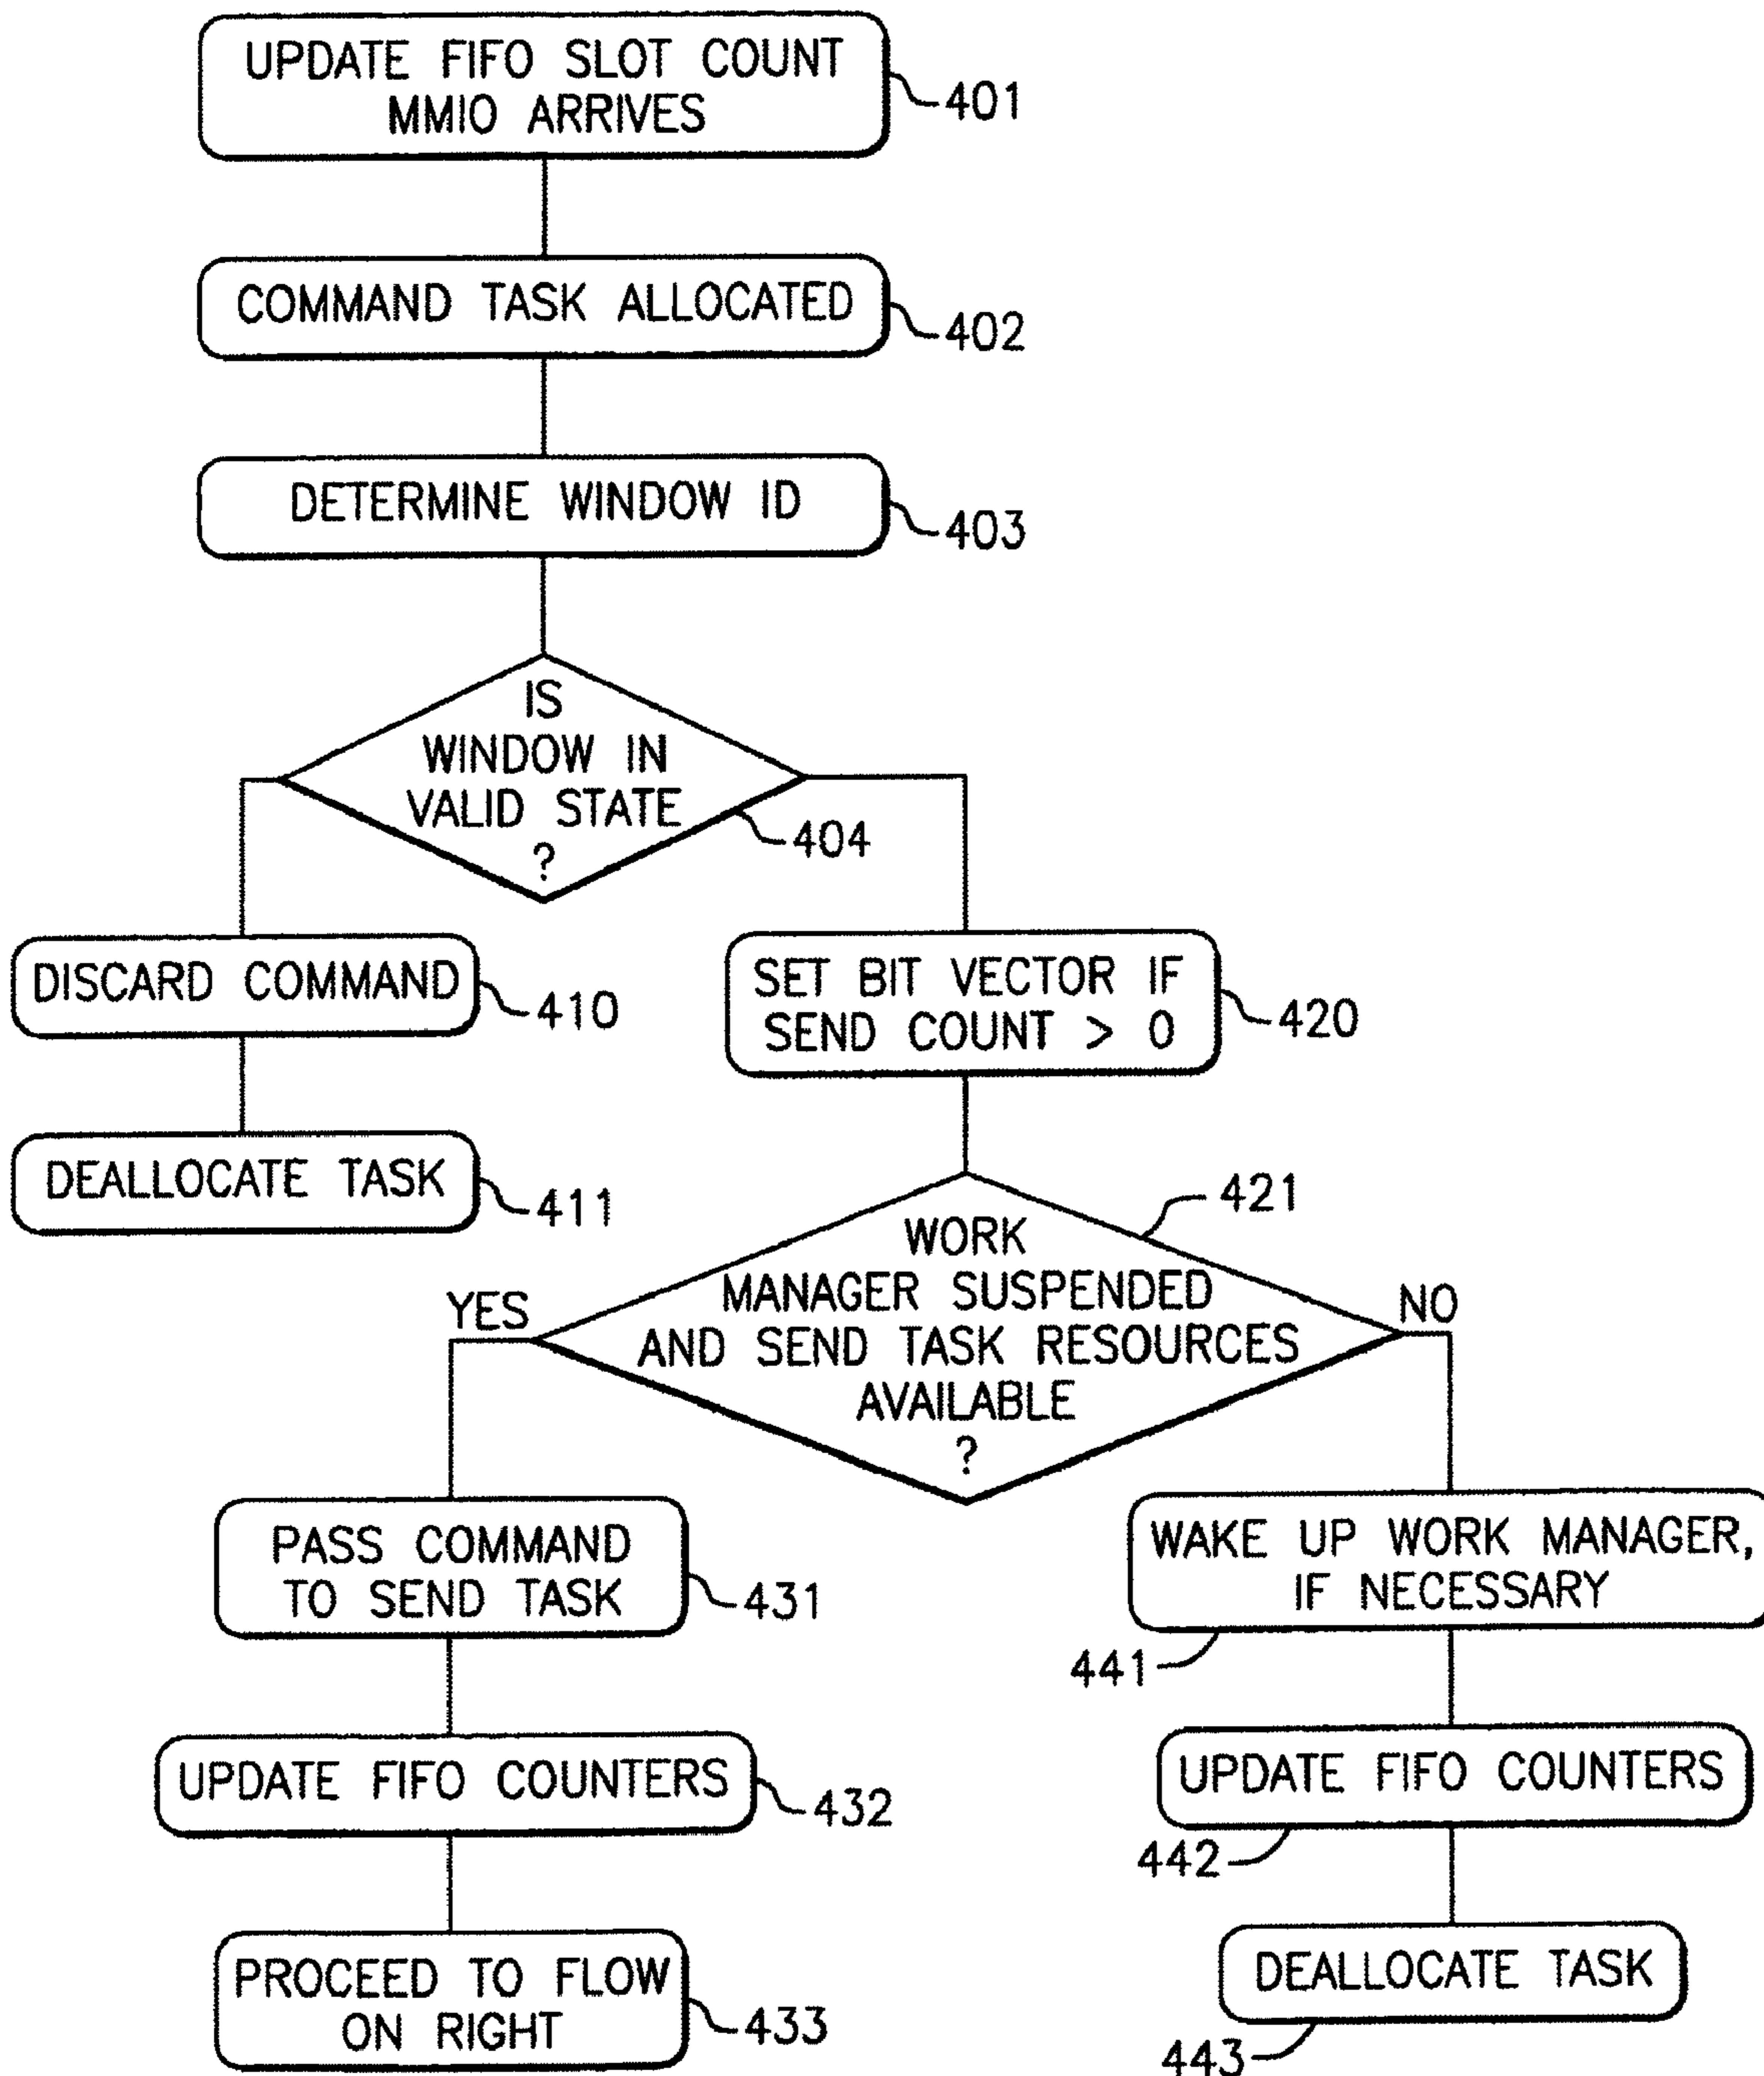 UPDATE FIFO SLOT COUNT
MMIO ARRIVES
401
COMMAND TASK ALLOCATED
402
DETERMINE WINDOW ID
403
IS
WINDOW IN
VALID STATE
?
404
DISCARD COMMAND
410
DEALLOCATE TASK
411
SET BIT VECTOR IF
SEND COUNT > 0
420
WORK
MANAGER SUSPENDED
AND SEND TASK RESOURCES
AVAILABLE
?
421
YES
NO
PASS COMMAND
TO SEND TASK
431
UPDATE FIFO COUNTERS
432
PROCEED TO FLOW
ON RIGHT
433
WAKE UP WORK MANAGER,
IF NECESSARY
441
UPDATE FIFO COUNTERS
442
DEALLOCATE TASK
443